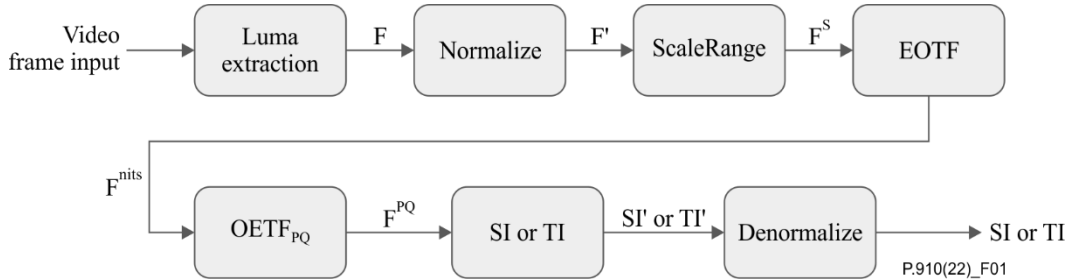 Video
frame input
Luma
extraction
F
Normalize
F'
ScaleRange
F^S
EOTF
F^nits
OETF_PQ
F^PQ
SI or TI
SI' or TI'
Denormalize
SI or TI
P.910(22)_F01